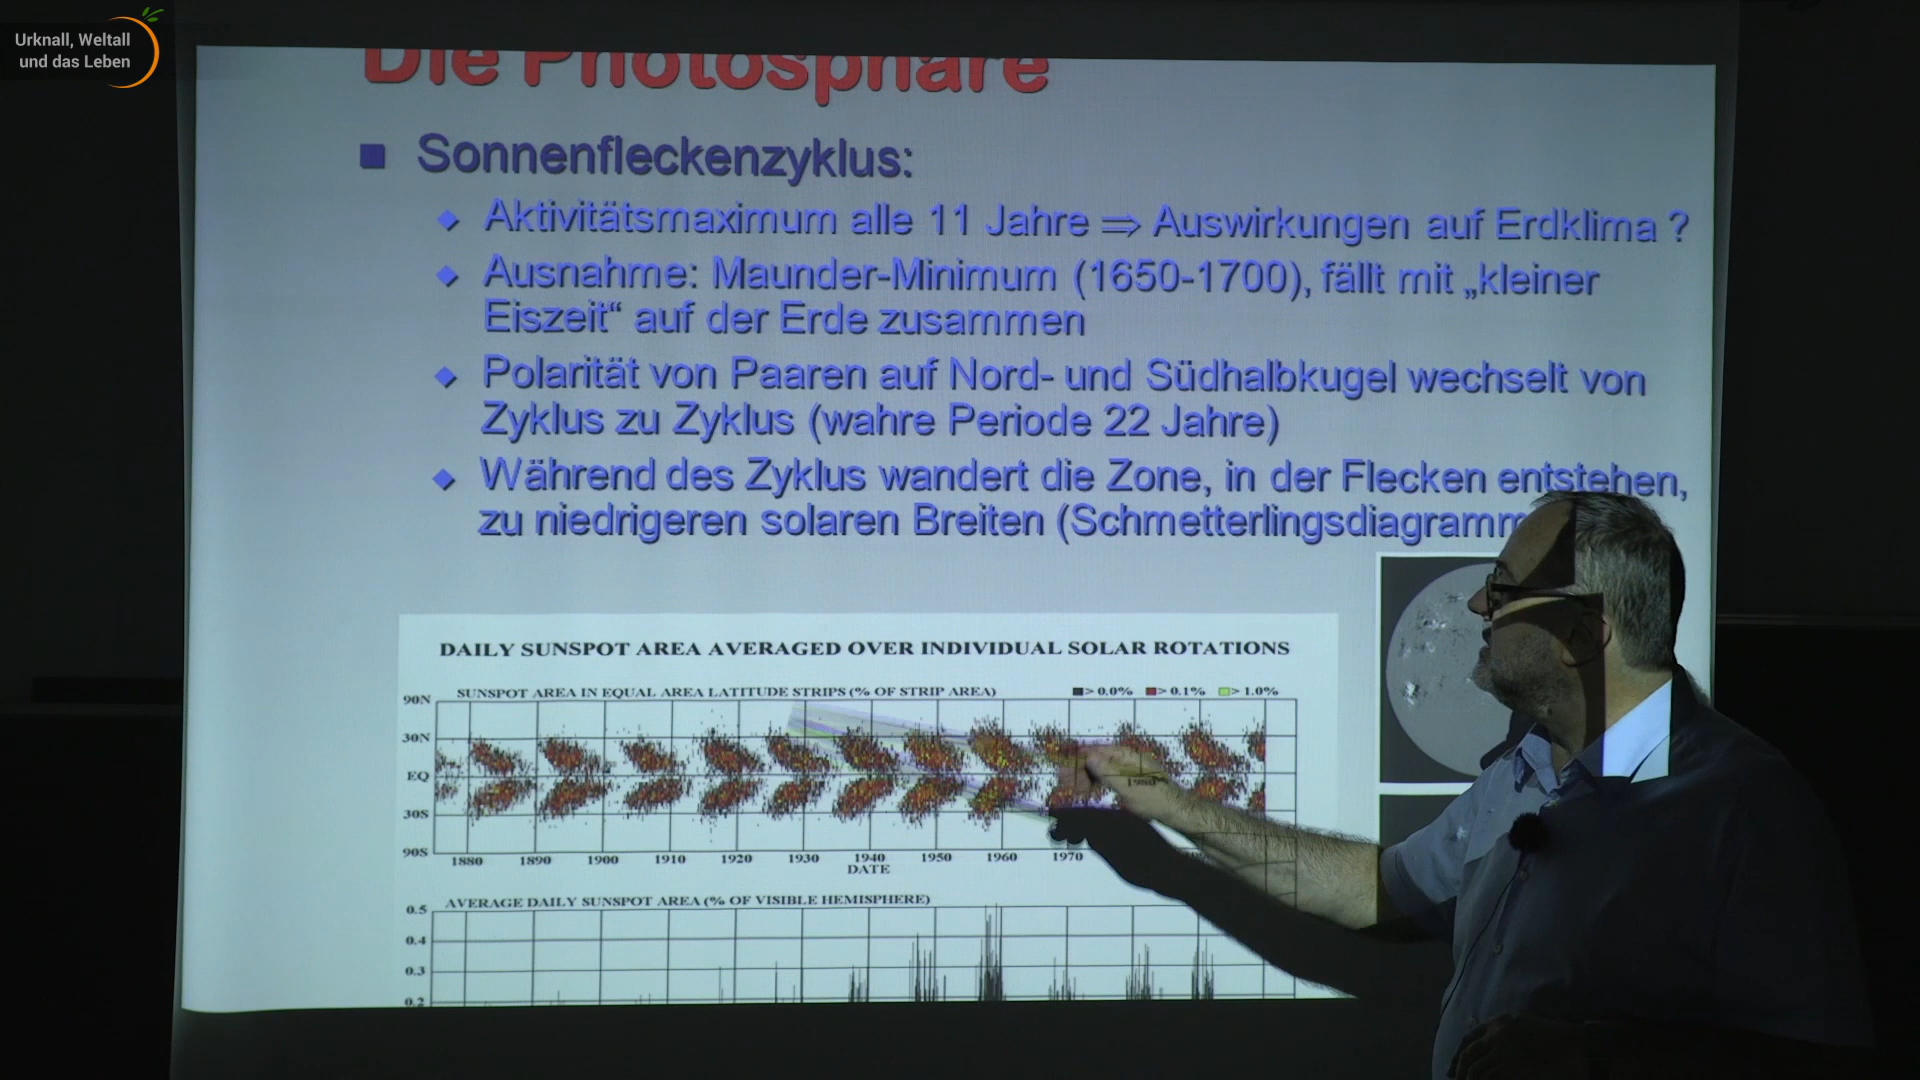 Urknall, Weltall
und das Leben
Die Photosphäre
Sonnenfleckenzyklus:
Aktivitätsmaximum alle 11 Jahre ⇒ Auswirkungen auf Erdklima ?
Ausnahme: Maunder-Minimum (1650-1700), fällt mit „kleiner
Eiszeit“ auf der Erde zusammen
Polarität von Paaren auf Nord- und Südhalbkugel wechselt von
Zyklus zu Zyklus (wahre Periode 22 Jahre)
Während des Zyklus wandert die Zone, in der Flecken entstehen,
zu niedrigeren solaren Breiten (Schmetterlingsdiagramm
DAILY SUNSPOT AREA AVERAGED OVER INDIVIDUAL SOLAR ROTATIONS
SUNSPOT AREA IN EQUAL AREA LATITUDE STRIPS (% OF STRIP AREA) > 0.0% > 0.1% > 1.0%
90N
30N
EQ
30S
90S
1880 1890 1900 1910 1920 1930 1940 1950 1960 1970 1980
DATE
AVERAGE DAILY SUNSPOT AREA (% OF VISIBLE HEMISPHERE)
0.5
0.4
0.3
0.2